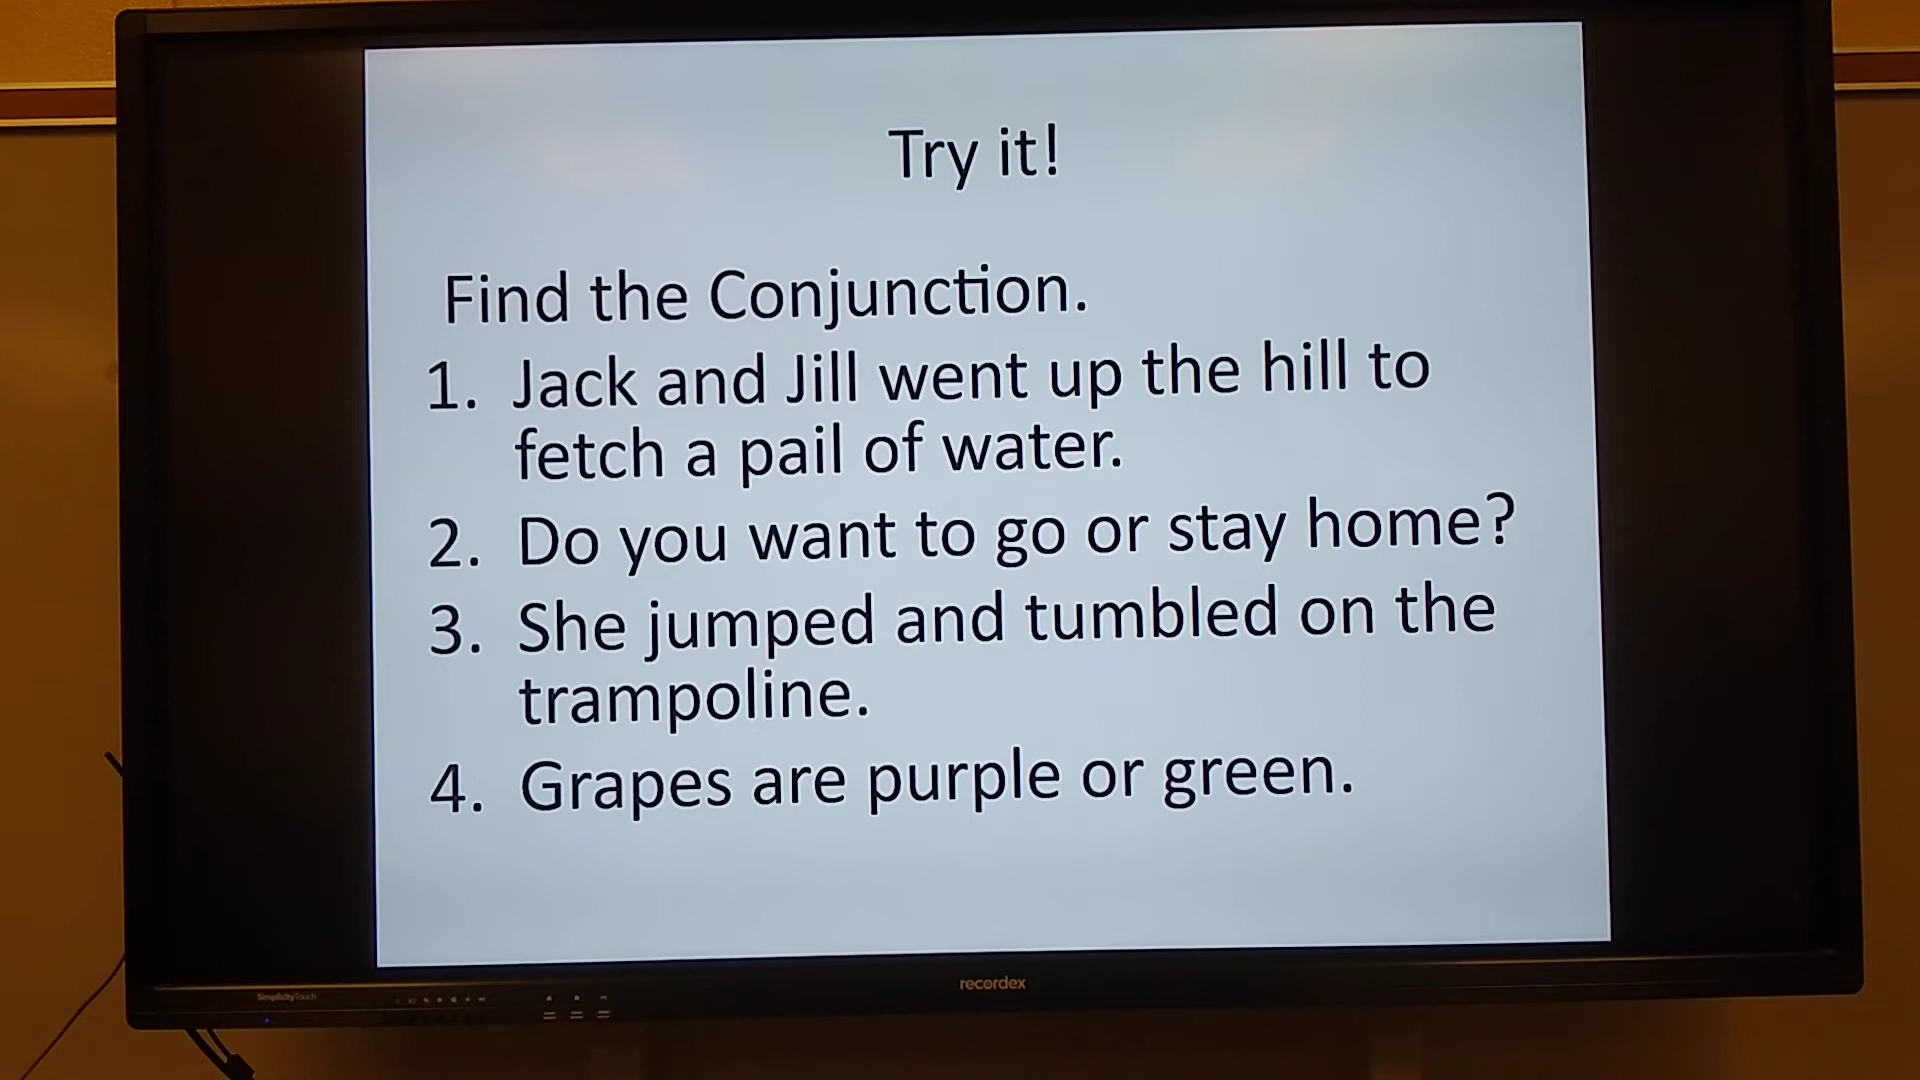 Try it!
Find the Conjunction.
1. Jack and Jill went up the hill to
fetch a pail of water.
2. Do you want to go or stay home?
3. She jumped and tumbled on the
trampoline.
4. Grapes are purple or green.
SimplicityTouch
recordex